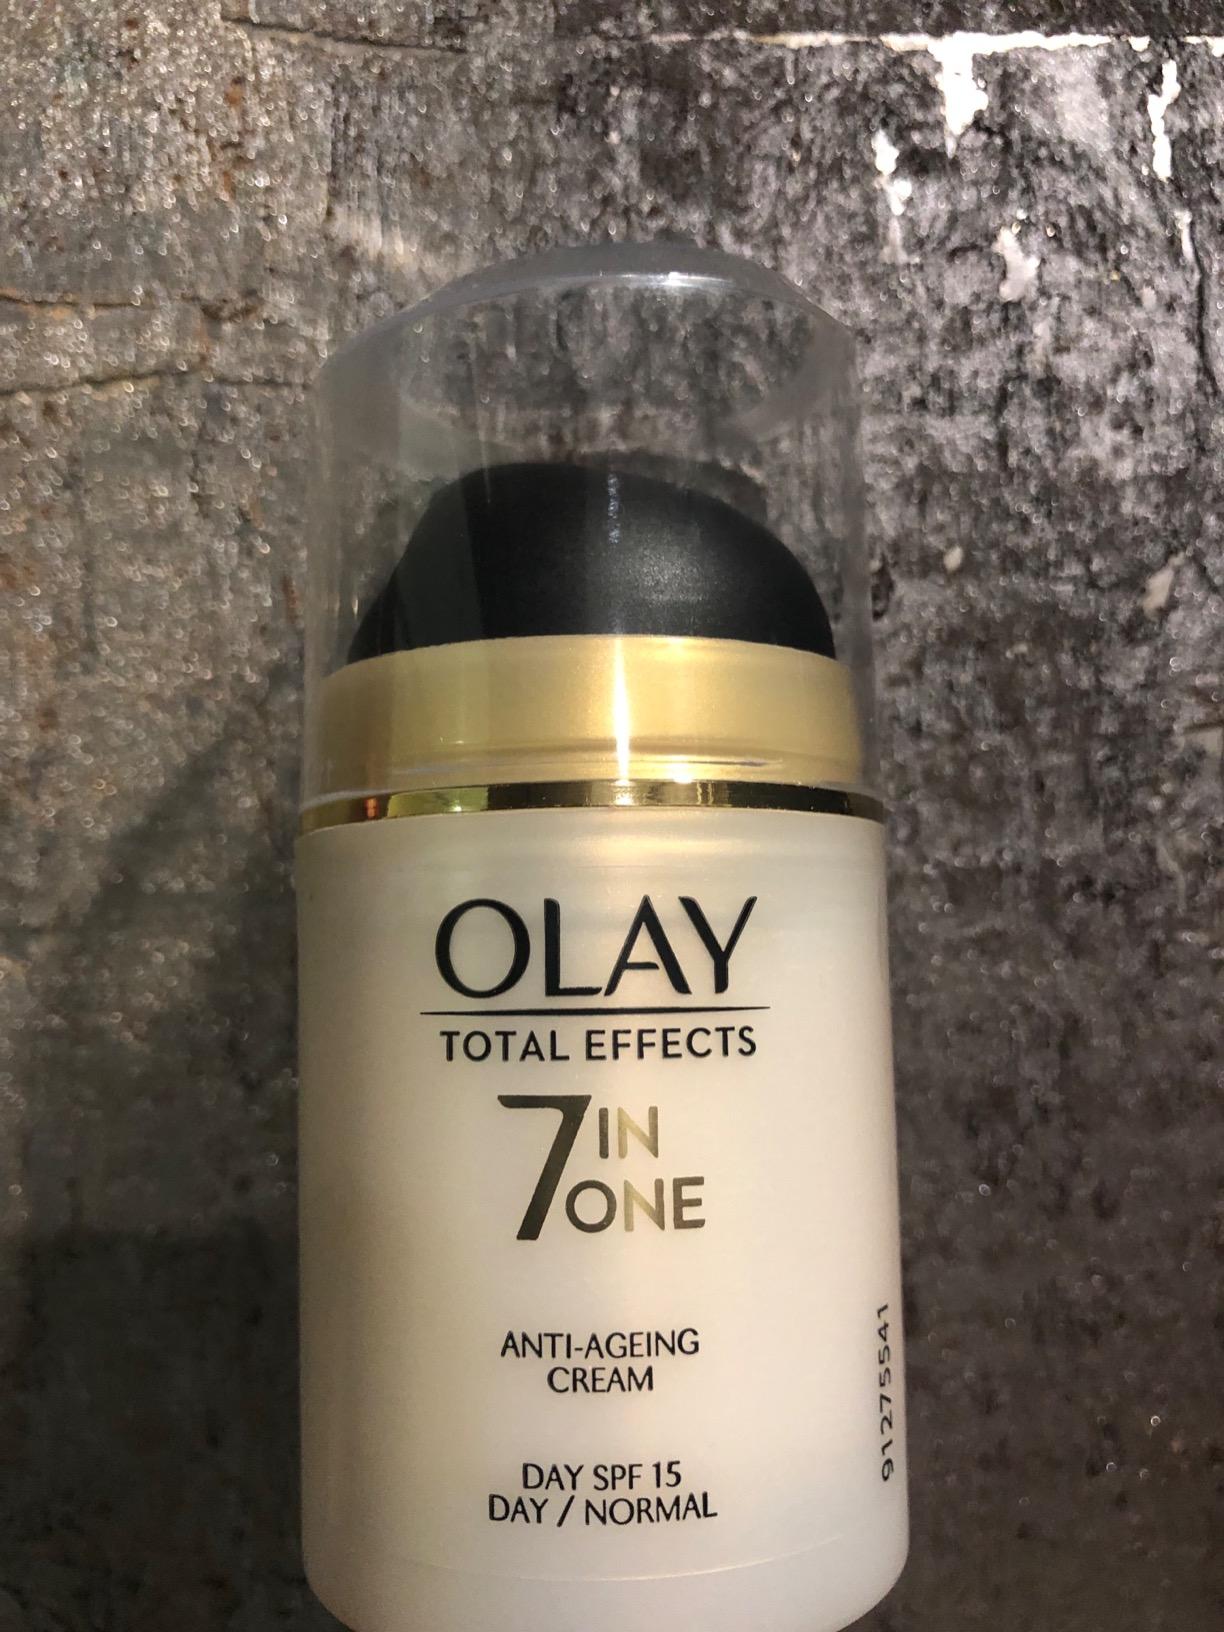 OLAY
TOTAL EFFECTS
7 IN
ONE
ANTI-AGEING
CREAM
DAY SPF 15
DAY / NORMAL
91275541